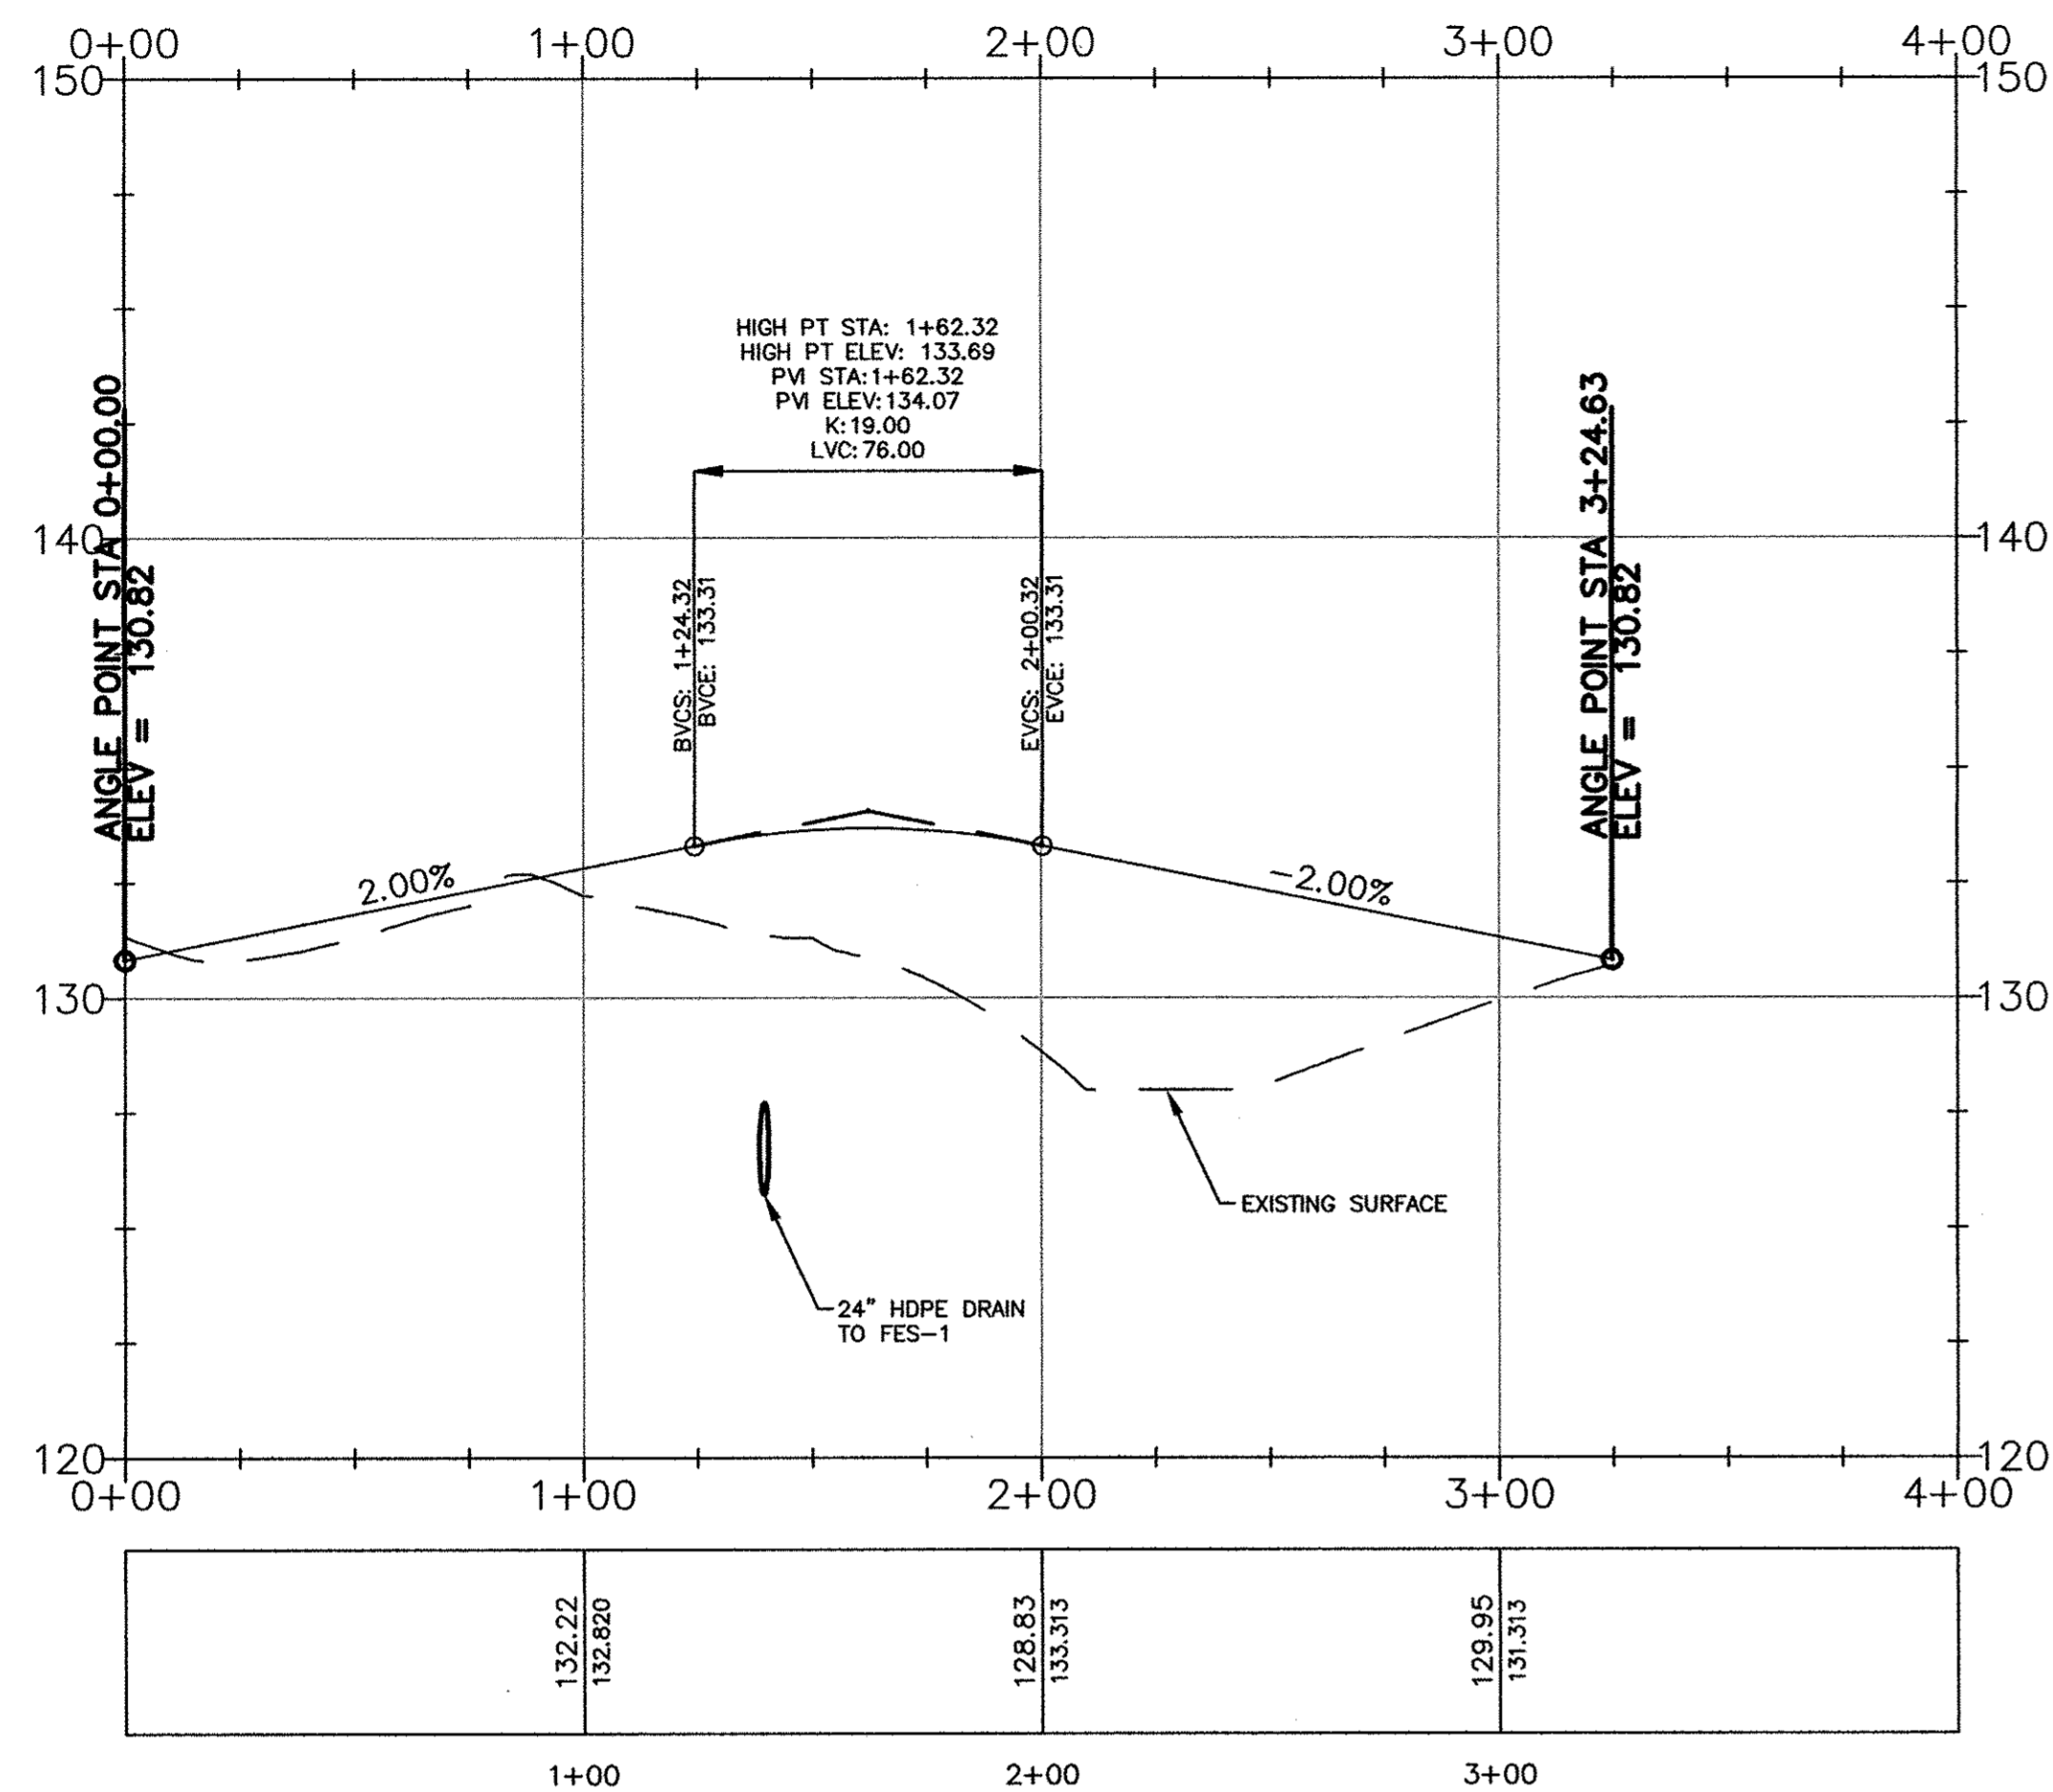 0+00 1+00 2+00 3+00 4+00
150 150
HIGH PT STA: 1+62.32
HIGH PT ELEV: 133.69
PVI STA:1+62.32
PVI ELEV:134.07
K:19.00
LVC:76.00
140 140
ANGLE POINT STA 0+00.00
ELEV = 130.82
BVCS: 1+24.32
BVCE: 133.31
EVCS: 2+00.32
EVCE: 133.31
ANGLE POINT STA 3+24.63
ELEV = 130.82
2.00%
-2.00%
130 130
EXISTING SURFACE
24" HDPE DRAIN
TO FES-1
120 120
0+00 1+00 2+00 3+00 4+00
132.22
132.820
128.83
133.313
129.95
131.313
1+00 2+00 3+00